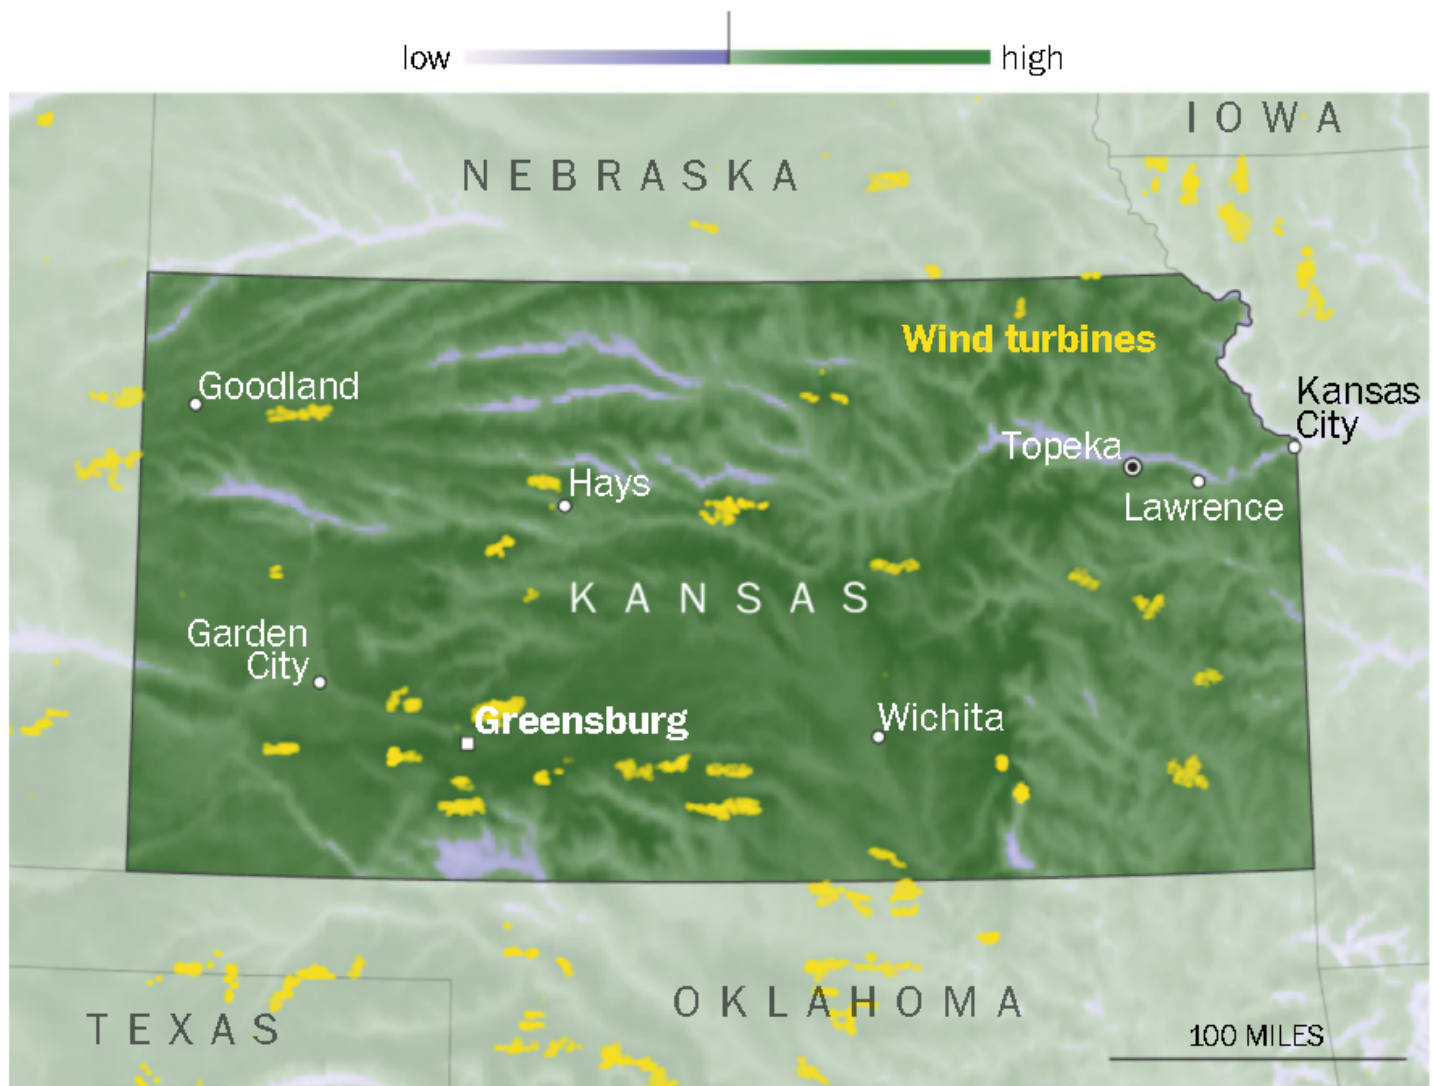 low
high
IOWA
NEBRASKA
Wind turbines
Goodland
Kansas
City
Topeka
Hays
Lawrence
KANSAS
Garden
City
Greensburg
Wichita
OKLAHOMA
TEXAS
100 MILES